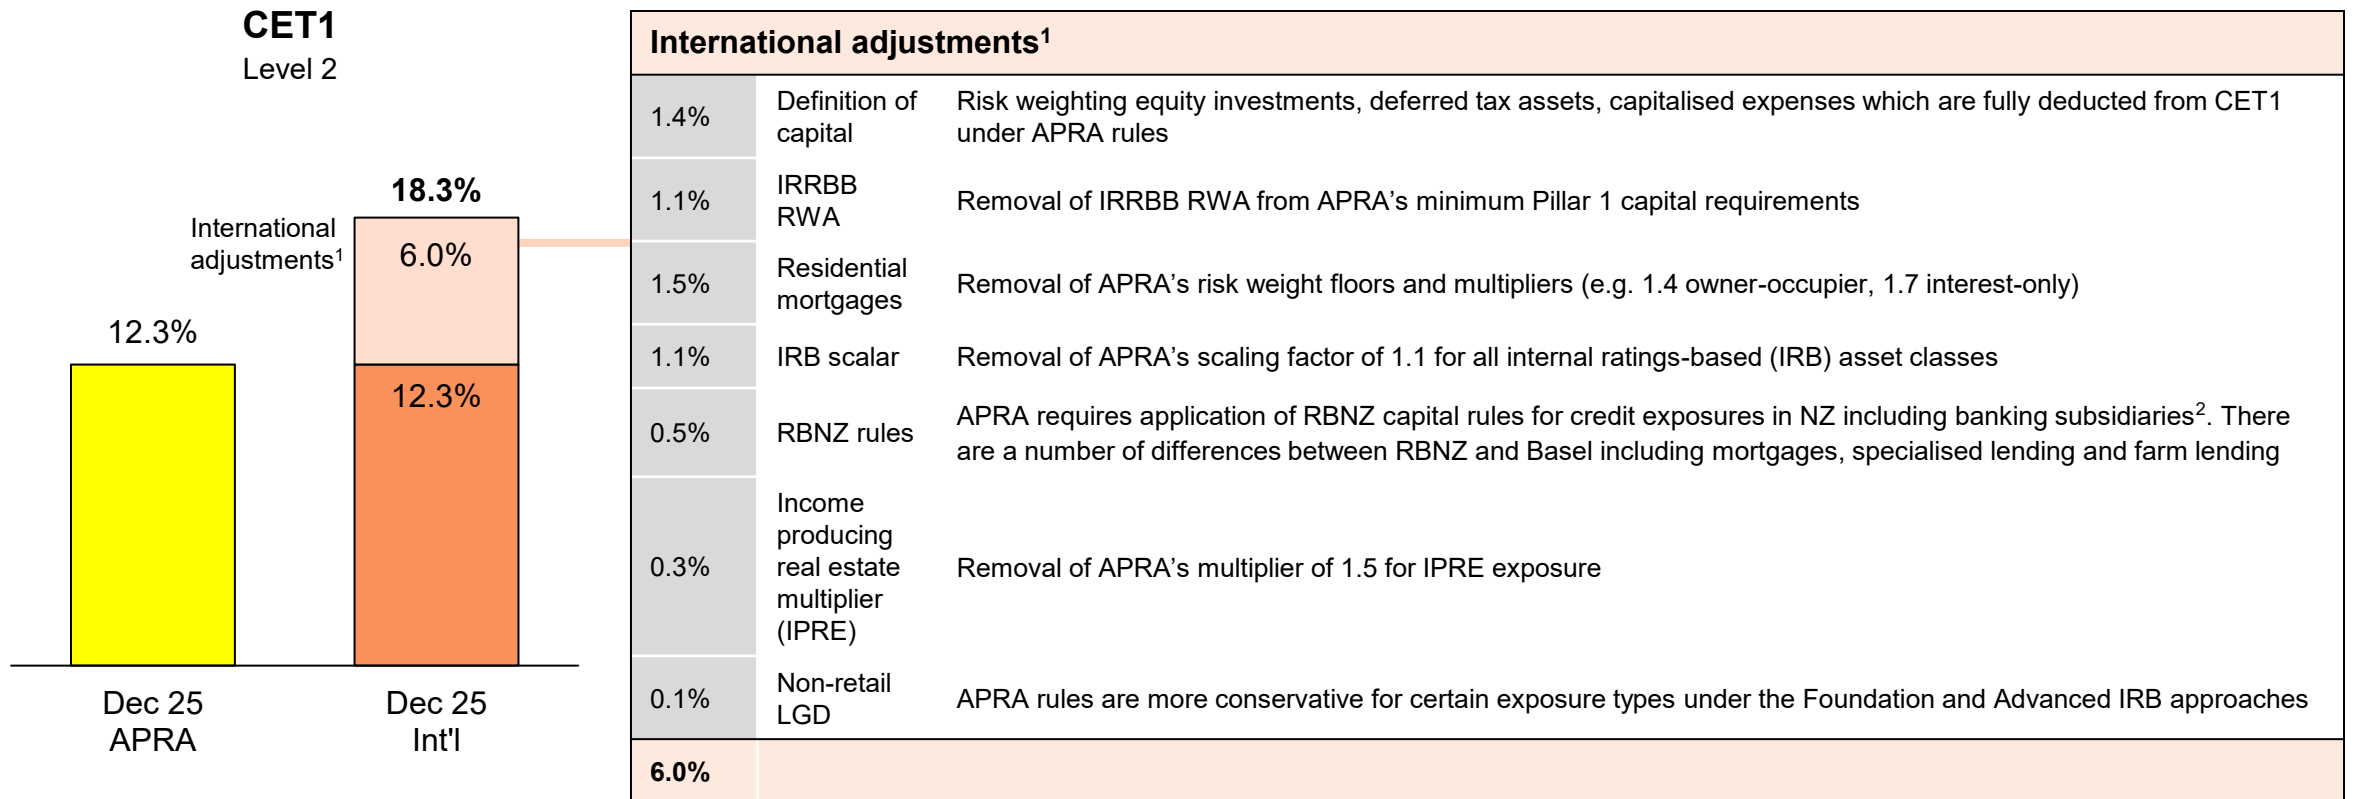 CET1
Level 2
18.3%
International
adjustments¹
6.0%
12.3%
12.3%
Dec 25
APRA
Dec 25
Int'l
International adjustments¹
1.4%
Definition of
capital
Risk weighting equity investments, deferred tax assets, capitalised expenses which are fully deducted from CET1
under APRA rules
1.1%
IRRBB
RWA
Removal of IRRBB RWA from APRA’s minimum Pillar 1 capital requirements
1.5%
Residential
mortgages
Removal of APRA’s risk weight floors and multipliers (e.g. 1.4 owner-occupier, 1.7 interest-only)
1.1%
IRB scalar
Removal of APRA’s scaling factor of 1.1 for all internal ratings-based (IRB) asset classes
0.5%
RBNZ rules
APRA requires application of RBNZ capital rules for credit exposures in NZ including banking subsidiaries². There
are a number of differences between RBNZ and Basel including mortgages, specialised lending and farm lending
0.3%
Income
producing
real estate
multiplier
(IPRE)
Removal of APRA’s multiplier of 1.5 for IPRE exposure
0.1%
Non-retail
LGD
APRA rules are more conservative for certain exposure types under the Foundation and Advanced IRB approaches
6.0%